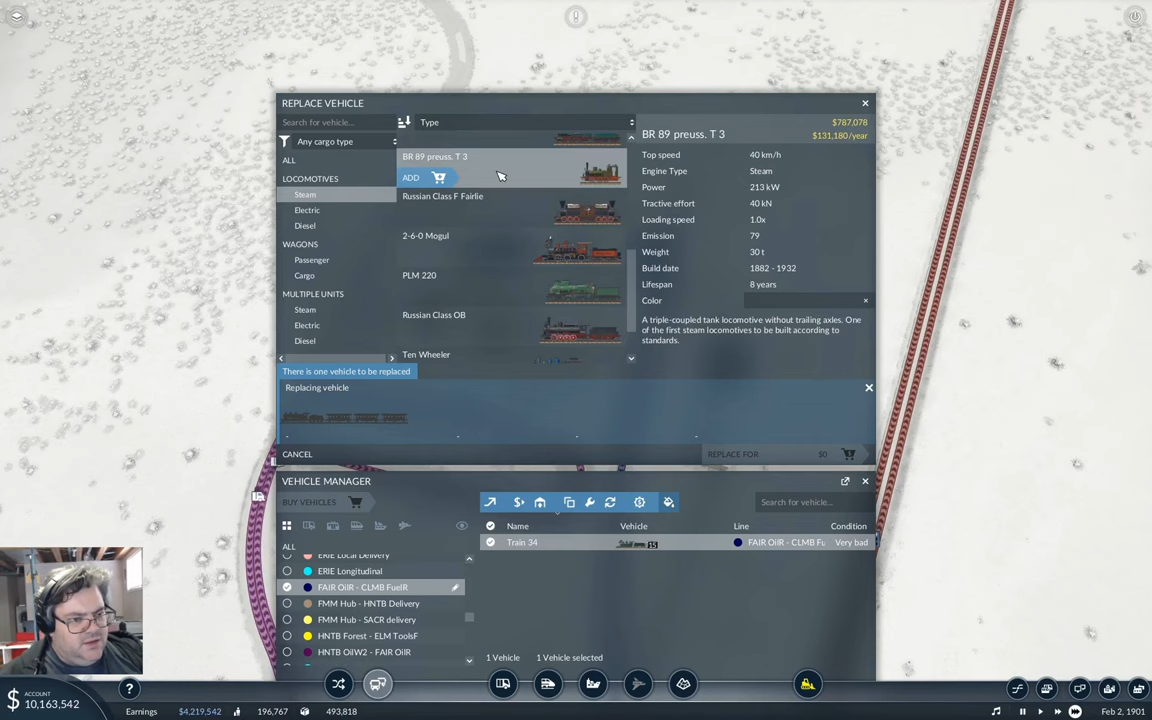 REPLACE VEHICLE
Search for vehicle...
Type
Any cargo type
ALL
LOCOMOTIVES
Steam
Electric
Diesel
WAGONS
Passenger
Cargo
MULTIPLE UNITS
Steam
Electric
Diesel
BR 89 preuss. T 3
ADD
Russian Class F Fairlie
2-6-0 Mogul
PLM 220
Russian Class OB
Ten Wheeler
$787,078
BR 89 preuss. T 3
$131,180/year
Top speed 40 km/h
Engine Type Steam
Power 213 kW
Tractive effort 40 kN
Loading speed 1.0x
Emission 79
Weight 30 t
Build date 1882 - 1932
Lifespan 8 years
Color
A triple-coupled tank locomotive without trailing axles. One
of the first steam locomotives to be built according to
standards.
There is one vehicle to be replaced
Replacing vehicle
- - - -
CANCEL
REPLACE FOR $0
VEHICLE MANAGER
BUY VEHICLES
Search for vehicle...
ALL
ERIE Local Delivery
ERIE Longitudinal
FAIR OilR - CLMB FuelR
FMM Hub - HNTB Delivery
FMM Hub - SACR delivery
HNTB Forest - ELM ToolsF
HNTB OilW2 - FAIR OilR
Name Vehicle Line Condition
Train 34 15 FAIR OilR - CLMB Fu Very bad
1 Vehicle 1 Vehicle selected
$ ACCOUNT
10,163,542
?
Earnings $4,219,542 196,767 493,818
Feb 2, 1901